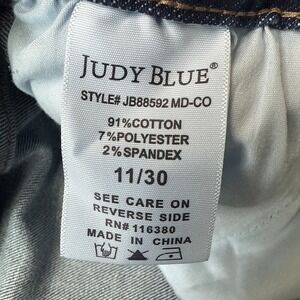 JUDY BLUE®
STYLE# JB88592 MD-CO
91%COTTON
7%POLYESTER
2%SPANDEX
11/30
SEE CARE ON
REVERSE SIDE
RN# 116380
MADE IN CHINA